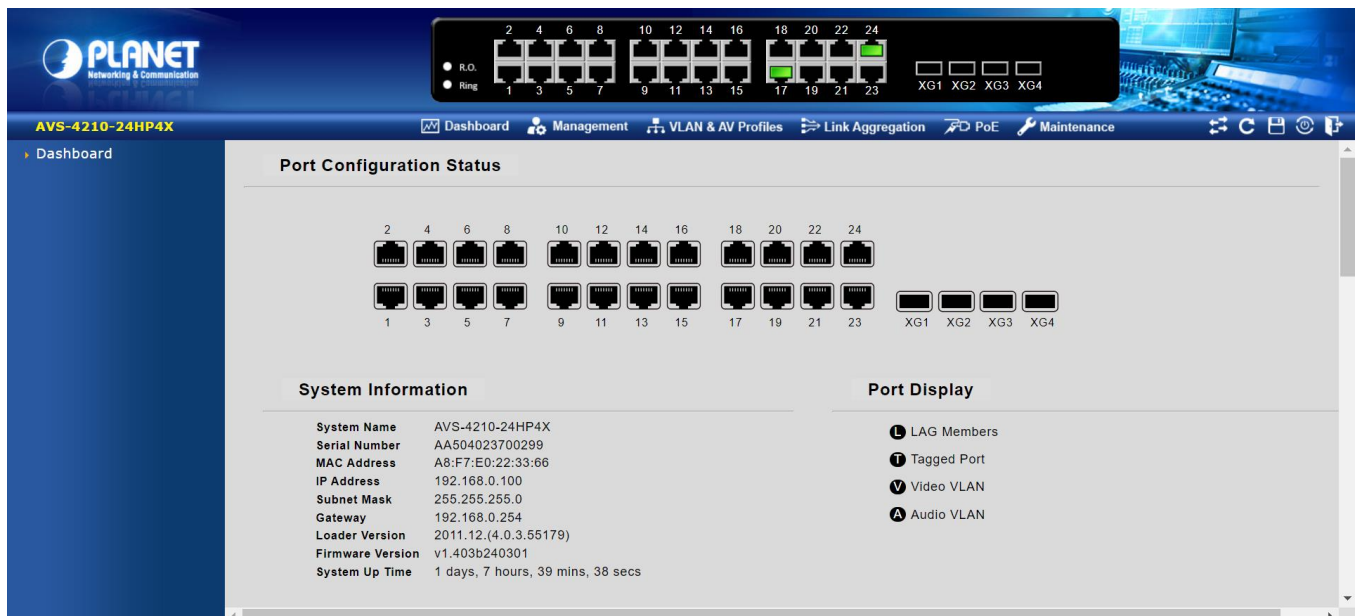 2 4 6 8 10 12 14 16 18 20 22 24
PLANET
Networking & Communication
R.O.
Ring
1 3 5 7 9 11 13 15 17 19 21 23 XG1 XG2 XG3 XG4
AVS-4210-24HP4X
Dashboard Management VLAN & AV Profiles Link Aggregation PoE Maintenance
Dashboard
Port Configuration Status
2 4 6 8 10 12 14 16 18 20 22 24
1 3 5 7 9 11 13 15 17 19 21 23 XG1 XG2 XG3 XG4
System Information
System Name AVS-4210-24HP4X
Serial Number AA504023700299
MAC Address A8:F7:E0:22:33:66
IP Address 192.168.0.100
Subnet Mask 255.255.255.0
Gateway 192.168.0.254
Loader Version 2011.12.(4.0.3.55179)
Firmware Version v1.403b240301
System Up Time 1 days, 7 hours, 39 mins, 38 secs
Port Display
L LAG Members
T Tagged Port
V Video VLAN
A Audio VLAN